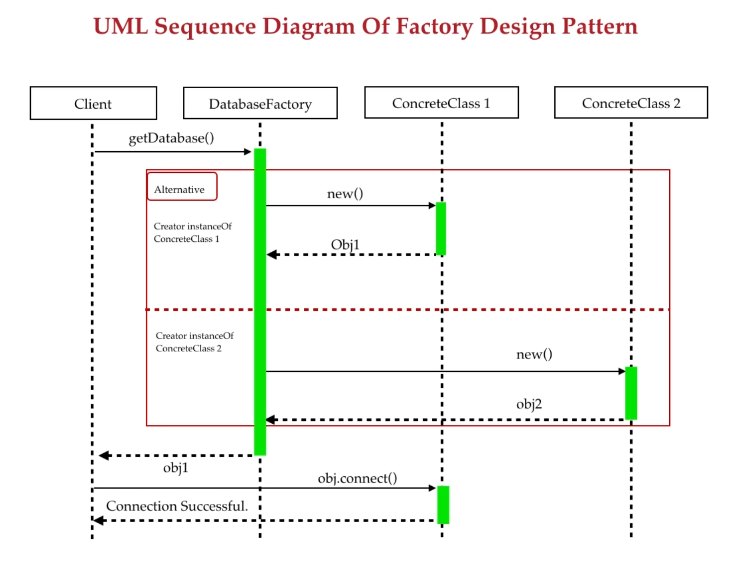 UML Sequence Diagram Of Factory Design Pattern
Client
DatabaseFactory
ConcreteClass 1
ConcreteClass 2
getDatabase()
Alternative
new()
Creator instanceOf
ConcreteClass 1
Obj1
Creator instanceOf
ConcreteClass 2
new()
obj2
obj1
obj.connect()
Connection Successful.